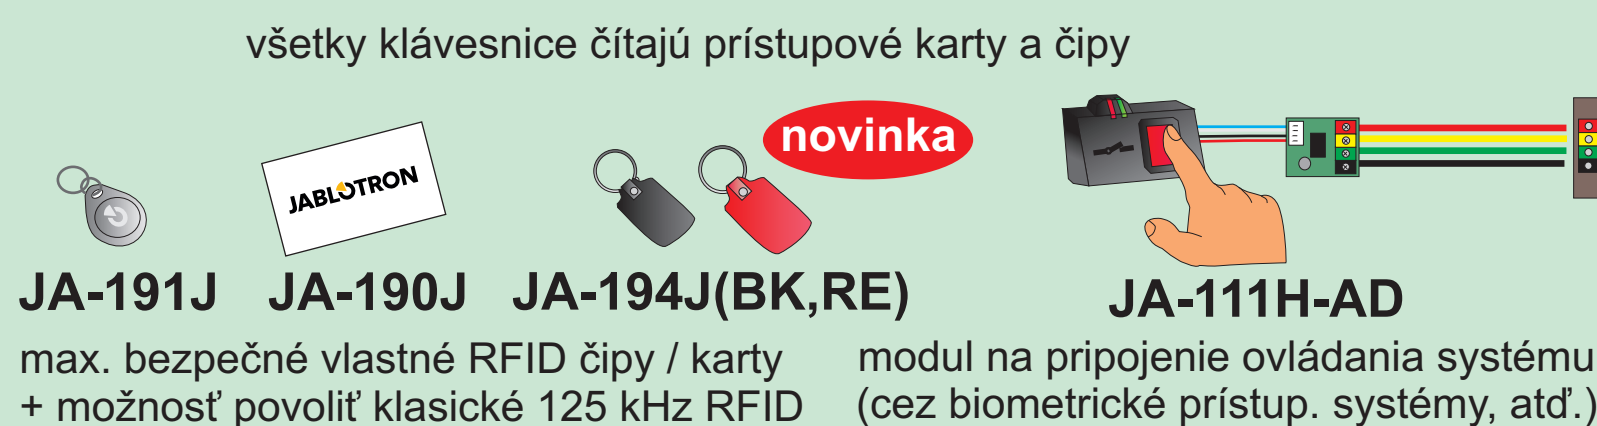 všetky klávesnice čítajú prístupové karty a čipy
novinka
JABLOTRON
JA-191J JA-190J JA-194J(BK,RE) JA-111H-AD
max. bezpečné vlastné RFID čipy / karty
+ možnosť povoliť klasické 125 kHz RFID
modul na pripojenie ovládania systému
(cez biometrické prístup. systémy, atď.)